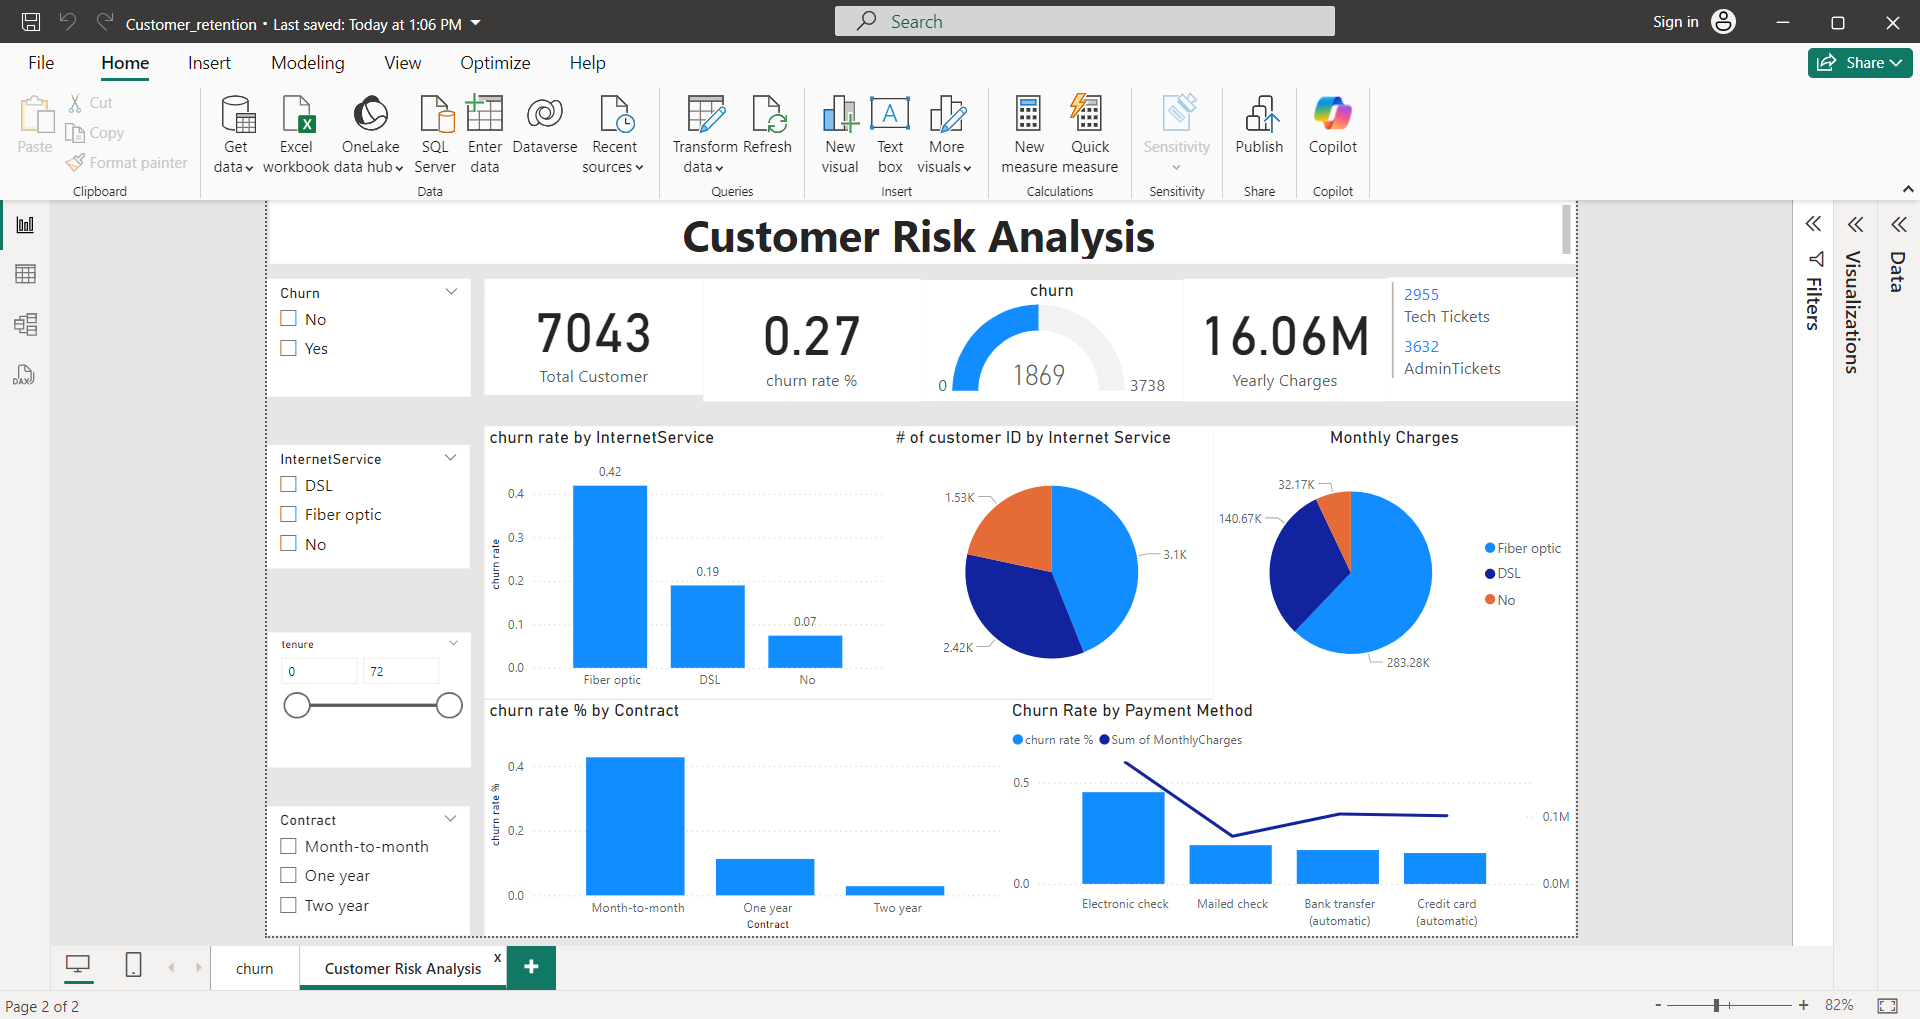 Customer_retention • Last saved: Today at 1:06 PM
Search
Sign in
File Home Insert Modeling View Optimize Help
Share
Paste
Cut
Copy
Format painter
Clipboard
Get data
Excel workbook
OneLake data hub
SQL Server
Enter data
Dataverse
Recent sources
Data
Transform data
Refresh
Queries
New visual
Text box
More visuals
Insert
New measure
Quick measure
Calculations
Sensitivity
Sensitivity
Publish
Share
Copilot
Copilot
DAX
Customer Risk Analysis
Churn
No
Yes
7043
Total Customer
0.27
churn rate %
churn
1869
0
3738
16.06M
Yearly Charges
2955
Tech Tickets
3632
AdminTickets
InternetService
DSL
Fiber optic
No
tenure
0 72
Contract
Month-to-month
One year
Two year
churn rate by InternetService
churn rate
0.4
0.3
0.2
0.1
0.0
0.42
0.19
0.07
Fiber optic DSL No
# of customer ID by Internet Service
1.53K
3.1K
2.42K
Monthly Charges
32.17K
140.67K
283.28K
Fiber optic
DSL
No
churn rate % by Contract
churn rate %
0.4
0.2
0.0
Month-to-month One year Two year
Contract
Churn Rate by Payment Method
churn rate % Sum of MonthlyCharges
0.5
0.0
0.1M
0.0M
Electronic check
Mailed check
Bank transfer (automatic)
Credit card (automatic)
Filters
Visualizations
Data
churn
Customer Risk Analysis
x
+
Page 2 of 2
- + 82%